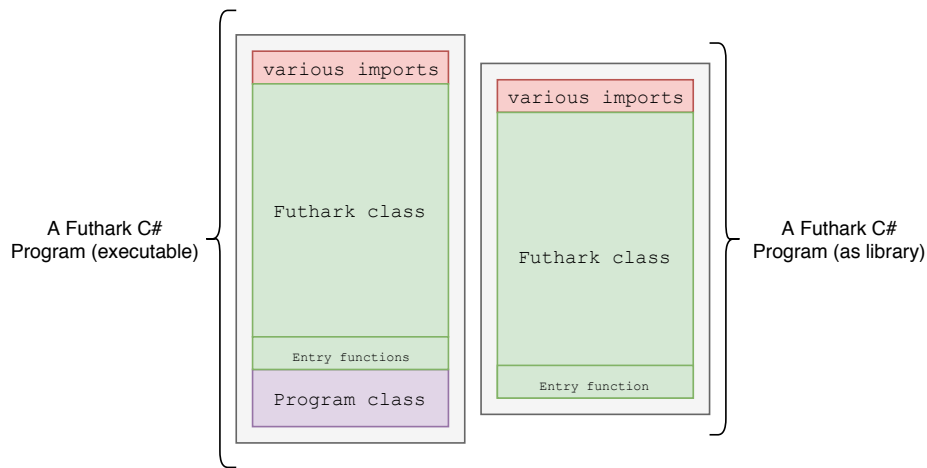 A Futhark C#
Program (executable)
various imports
Futhark class
Entry functions
Program class
various imports
Futhark class
Entry function
A Futhark C#
Program (as library)